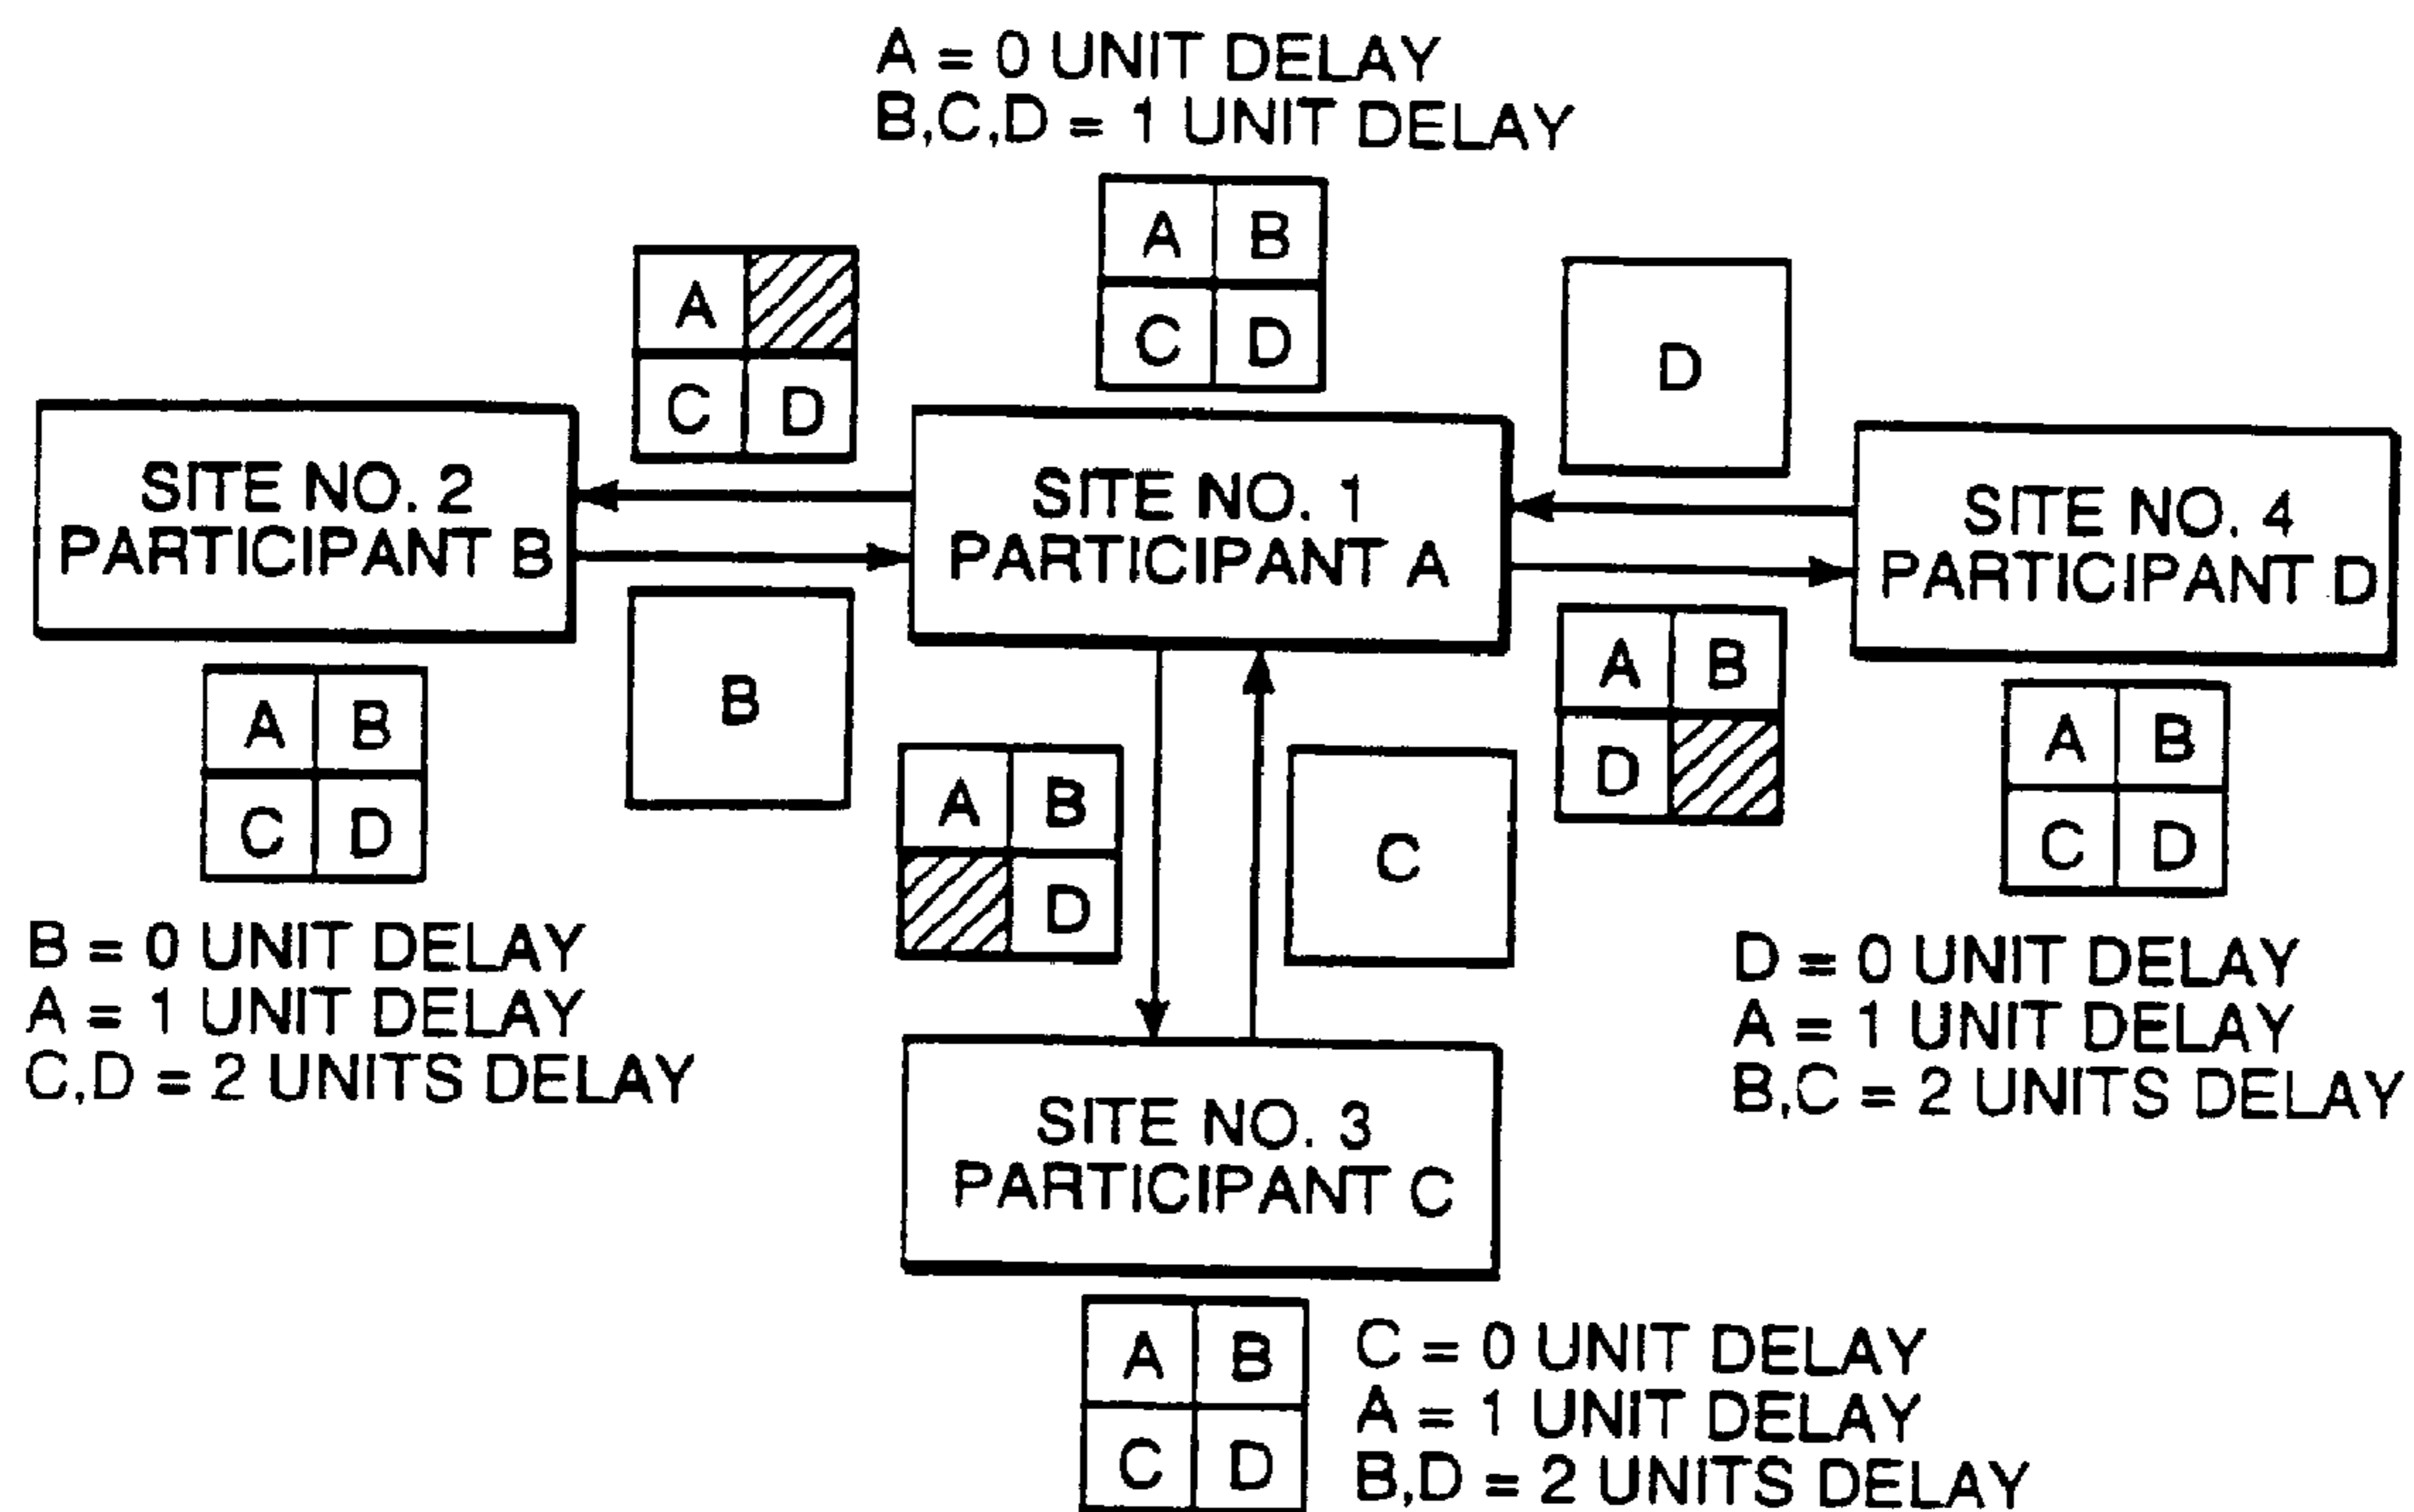 A = 0 UNIT DELAY
B,C,D = 1 UNIT DELAY
A B
C D
A
C D
D
SITE NO. 2
PARTICIPANT B
SITE NO. 1
PARTICIPANT A
SITE NO. 4
PARTICIPANT D
A B
C D
B
A B
D
C
A B
D
A B
C D
B = 0 UNIT DELAY
A = 1 UNIT DELAY
C,D = 2 UNITS DELAY
D = 0 UNIT DELAY
A = 1 UNIT DELAY
B,C = 2 UNITS DELAY
SITE NO. 3
PARTICIPANT C
A B
C D
C = 0 UNIT DELAY
A = 1 UNIT DELAY
B,D = 2 UNITS DELAY